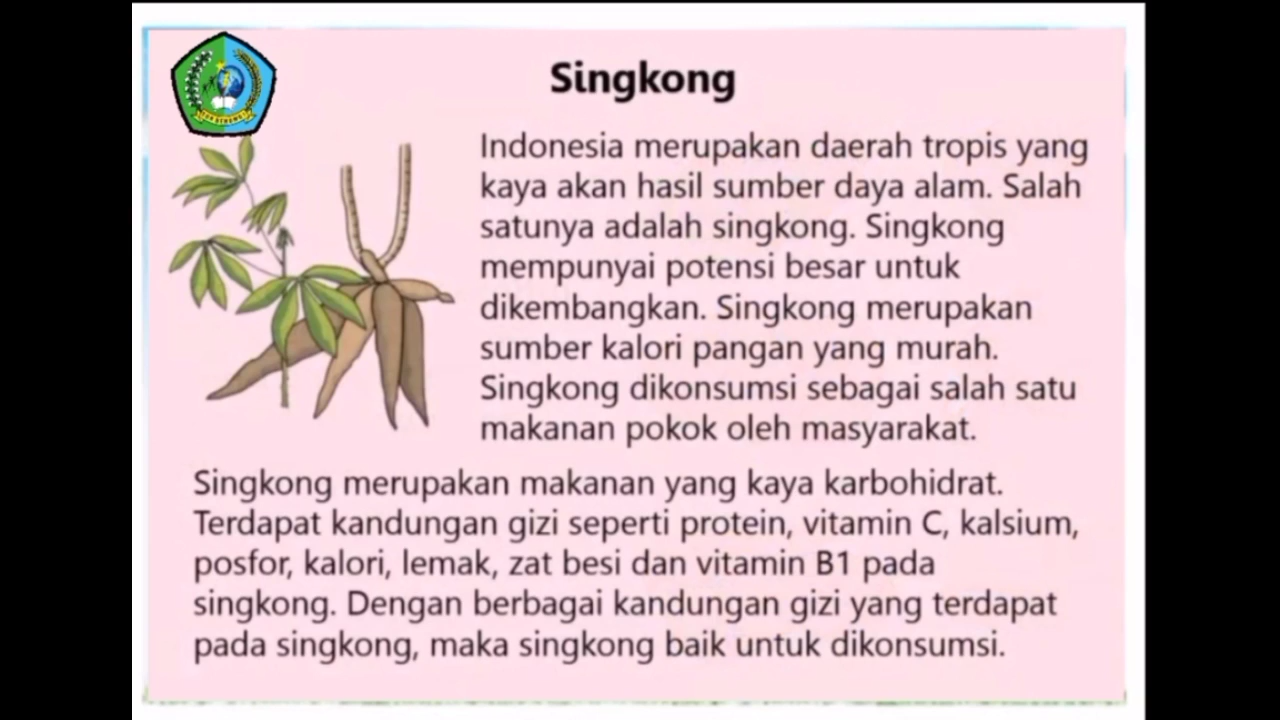 Singkong
Indonesia merupakan daerah tropis yang
kaya akan hasil sumber daya alam. Salah
satunya adalah singkong. Singkong
mempunyai potensi besar untuk
dikembangkan. Singkong merupakan
sumber kalori pangan yang murah.
Singkong dikonsumsi sebagai salah satu
makanan pokok oleh masyarakat.
Singkong merupakan makanan yang kaya karbohidrat.
Terdapat kandungan gizi seperti protein, vitamin C, kalsium,
posfor, kalori, lemak, zat besi dan vitamin B1 pada
singkong. Dengan berbagai kandungan gizi yang terdapat
pada singkong, maka singkong baik untuk dikonsumsi.